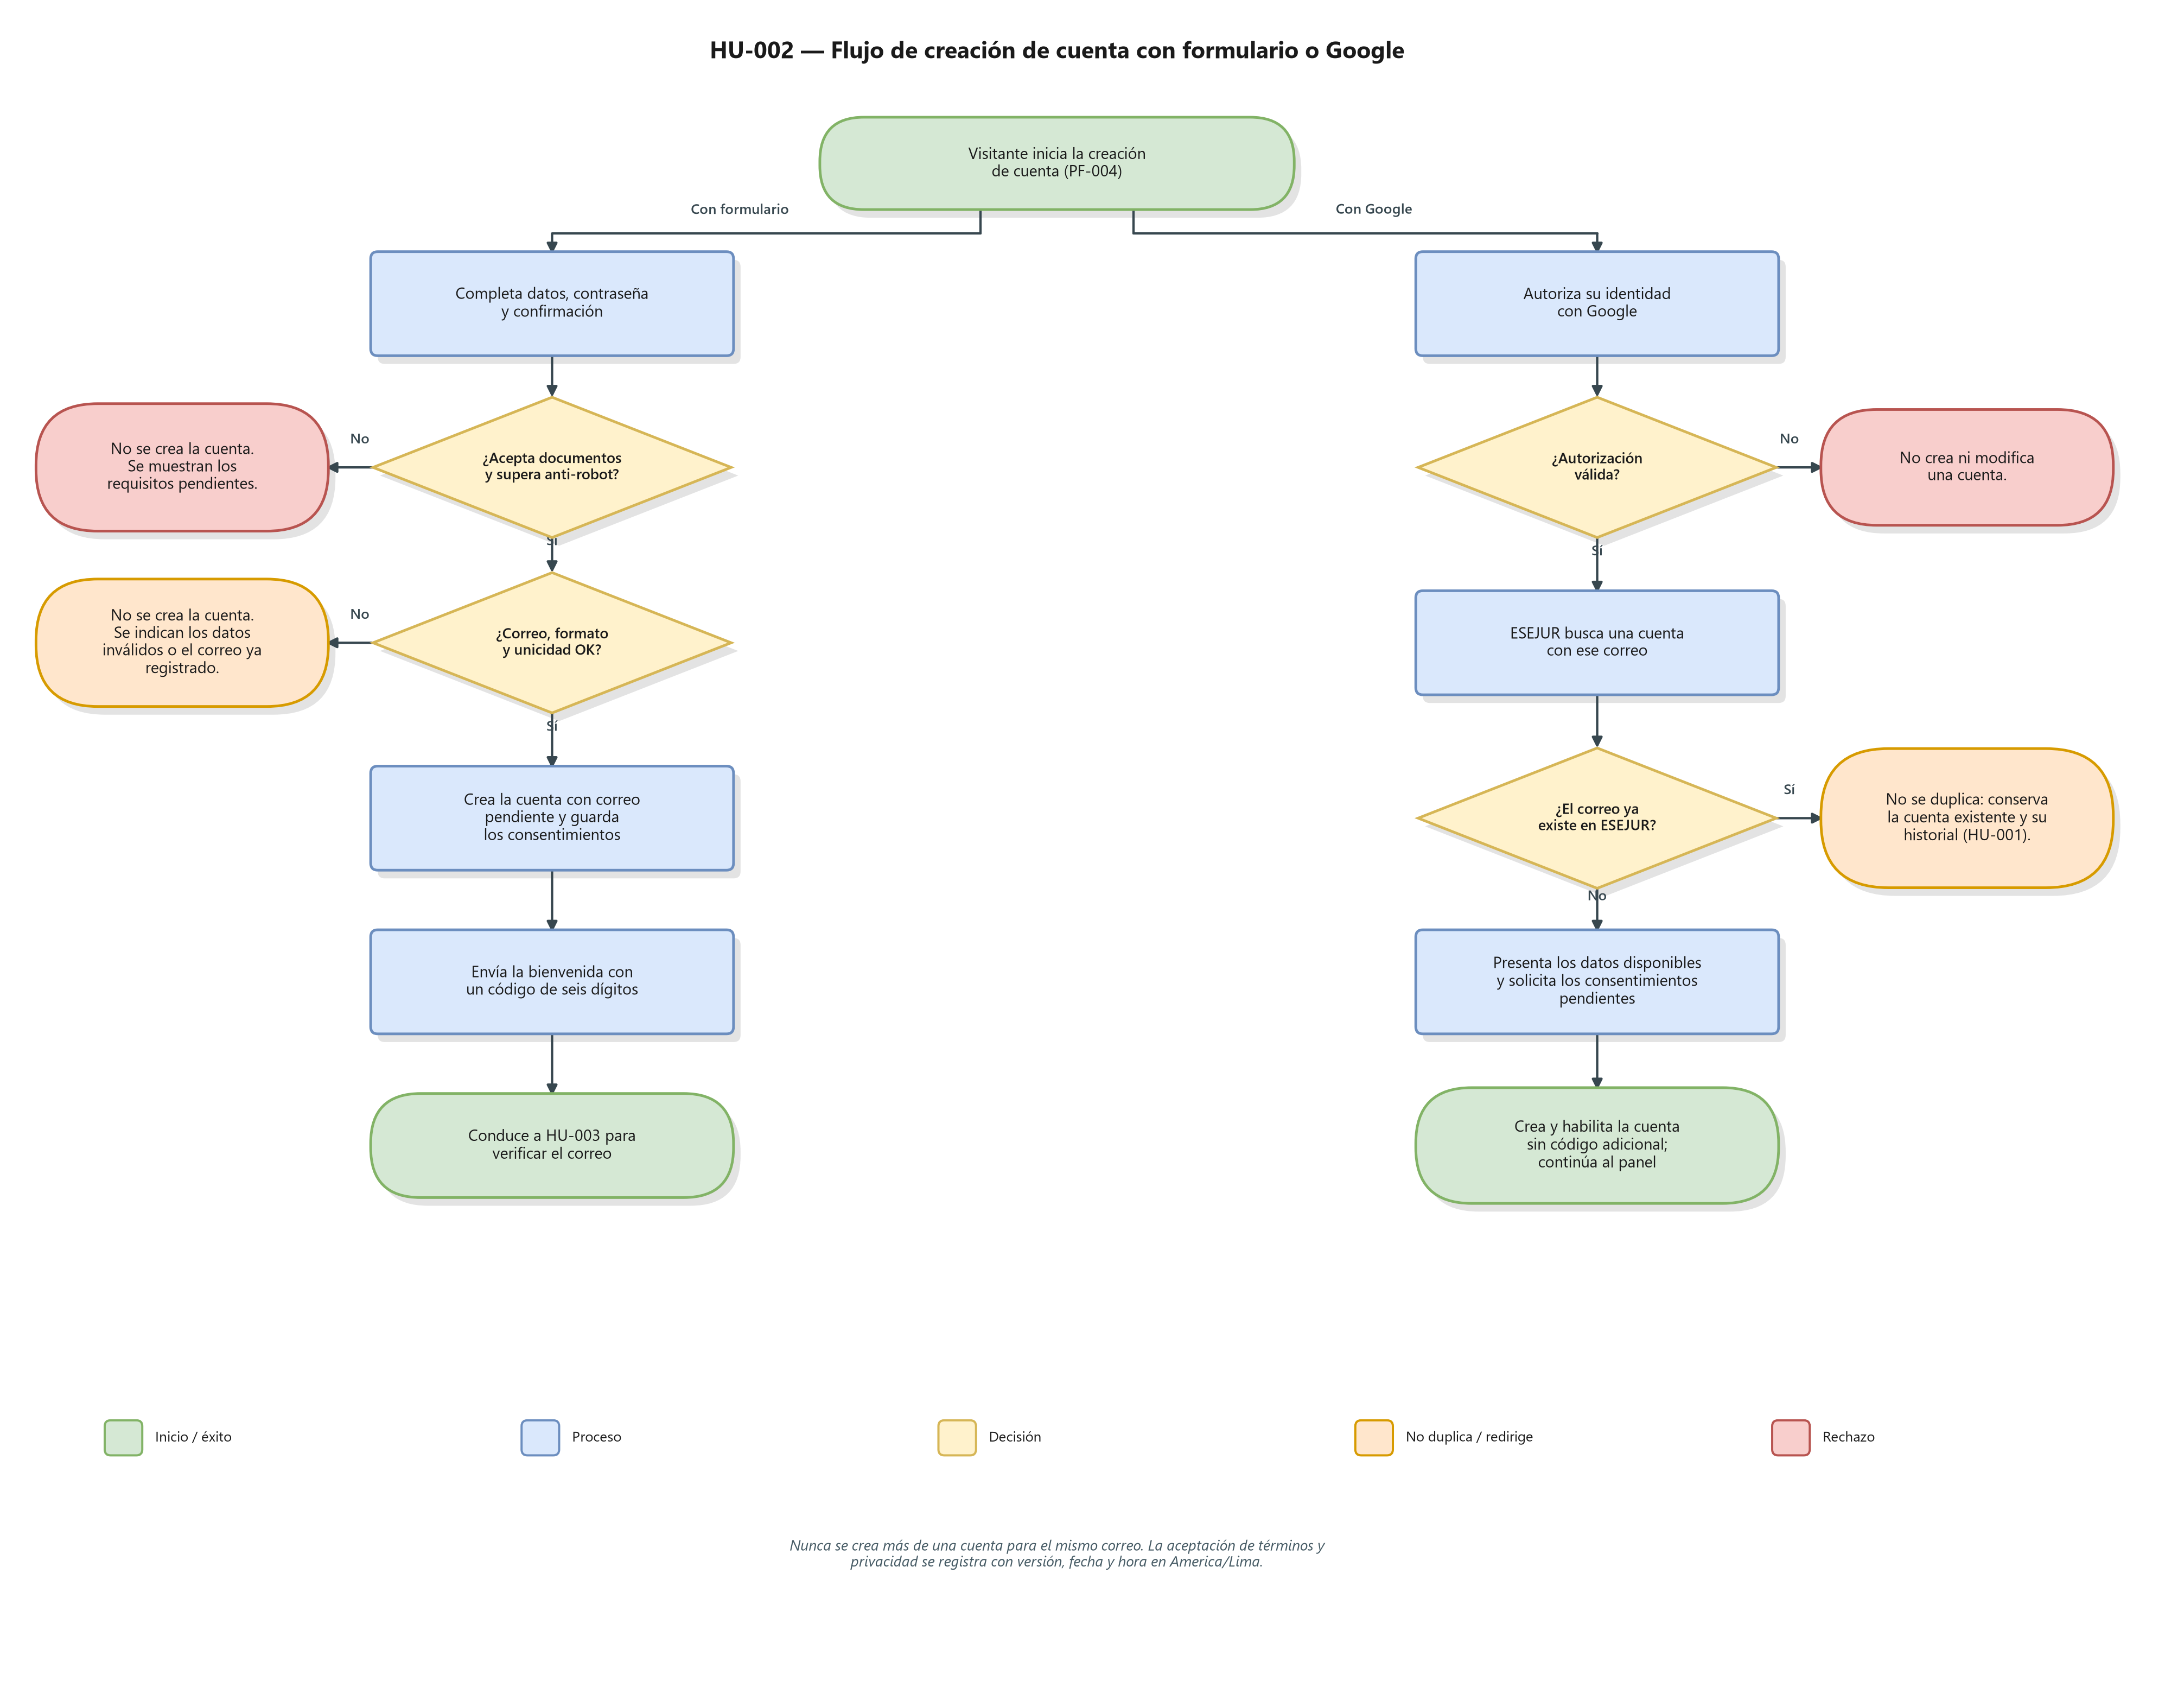 HU-002 — Flujo de creación de cuenta con formulario o Google
Visitante inicia la creación
de cuenta (PF-004)
Con formulario
Con Google
Completa datos, contraseña
y confirmación
Autoriza su identidad
con Google
No se crea la cuenta.
Se muestran los
requisitos pendientes.
No
¿Acepta documentos
y supera anti-robot?
Sí
¿Autorización
válida?
No
No crea ni modifica
una cuenta.
Sí
No se crea la cuenta.
Se indican los datos
inválidos o el correo ya
registrado.
No
¿Correo, formato
y unicidad OK?
Sí
ESEJUR busca una cuenta
con ese correo
Crea la cuenta con correo
pendiente y guarda
los consentimientos
¿El correo ya
existe en ESEJUR?
Sí
No se duplica: conserva
la cuenta existente y su
historial (HU-001).
No
Envía la bienvenida con
un código de seis dígitos
Presenta los datos disponibles
y solicita los consentimientos
pendientes
Conduce a HU-003 para
verificar el correo
Crea y habilita la cuenta
sin código adicional;
continúa al panel
Inicio / éxito
Proceso
Decisión
No duplica / redirige
Rechazo
Nunca se crea más de una cuenta para el mismo correo. La aceptación de términos y
privacidad se registra con versión, fecha y hora en America/Lima.